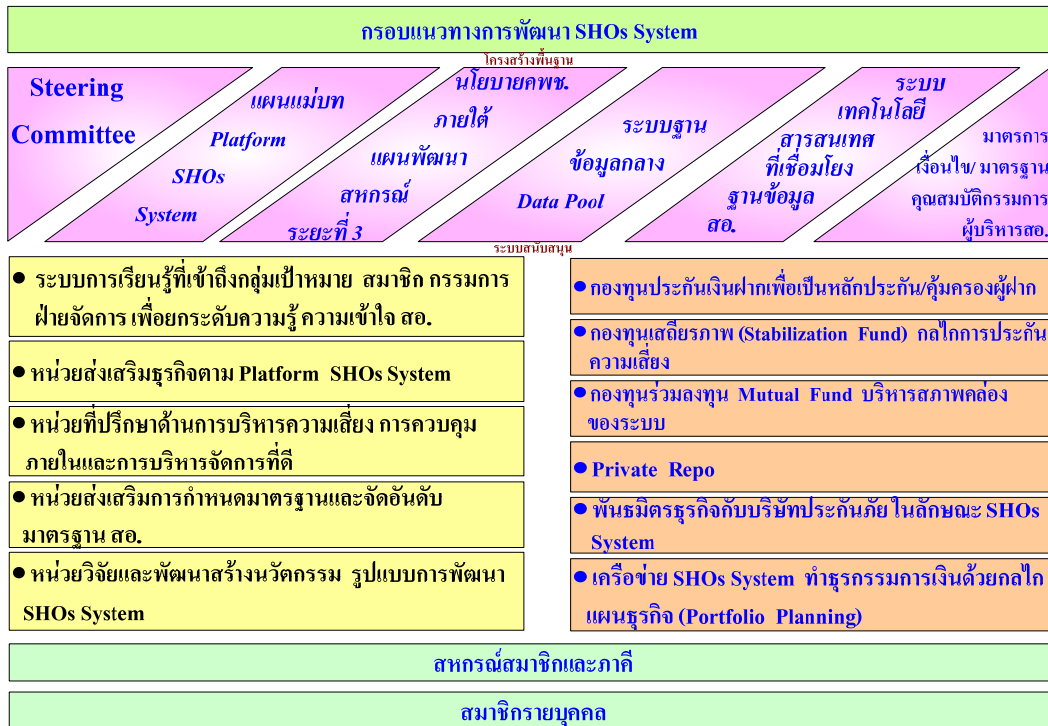 กรอบแนวทางการพัฒนา SHOs System
โครงสร้างพื้นฐาน
Steering
Committee
แผนแม่บท
Platform
SHOs
System
นโยบายคพช.
ภายใต้
แผนพัฒนา
สหกรณ์
ระยะที่ 3
ระบบฐาน
ข้อมูลกลาง
Data Pool
ระบบ
เทคโนโลยี
สารสนเทศ
ที่เชื่อมโยง
ฐานข้อมูล
สอ.
มาตรการ
เงื่อนไข/ มาตรฐาน
คุณสมบัติกรรมการ
ผู้บริหารสอ.
ระบบสนับสนุน
● ระบบการเรียนรู้ที่เข้าถึงกลุ่มเป้าหมาย สมาชิก กรรมการ
ฝ่ายจัดการ เพื่อยกระดับความรู้ ความเข้าใจ สอ.
● หน่วยส่งเสริมธุรกิจตาม Platform SHOs System
● หน่วยที่ปรึกษาด้านการบริหารความเสี่ยง การควบคุม
ภายในและการบริหารจัดการที่ดี
● หน่วยส่งเสริมการกำหนดมาตรฐานและจัดอันดับ
มาตรฐาน สอ.
● หน่วยวิจัยและพัฒนาสร้างนวัตกรรม รูปแบบการพัฒนา
SHOs System
● กองทุนประกันเงินฝากเพื่อเป็นหลักประกัน/คุ้มครองผู้ฝาก
● กองทุนเสถียรภาพ (Stabilization Fund) กลไกการประกัน
ความเสี่ยง
● กองทุนร่วมลงทุน Mutual Fund บริหารสภาพคล่อง
ของระบบ
● Private Repo
● พันธมิตรธุรกิจกับบริษัทประกันภัย ในลักษณะ SHOs
System
● เครือข่าย SHOs System ทำธุรกรรมการเงินด้วยกลไก
แผนธุรกิจ (Portfolio Planning)
สหกรณ์สมาชิกและภาคี
สมาชิกรายบุคคล